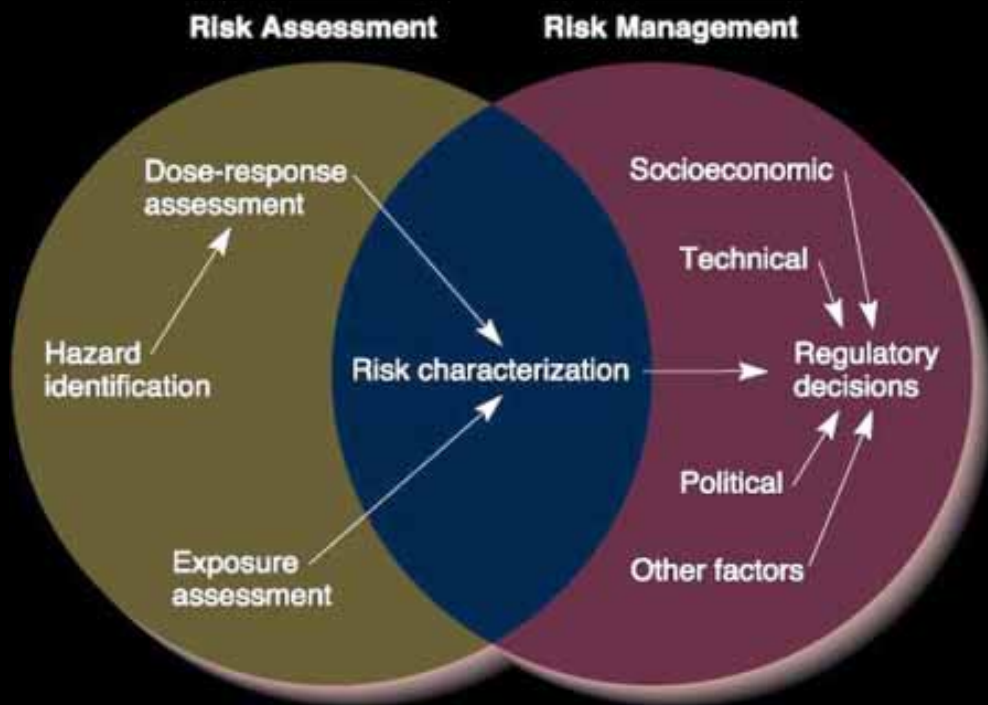 Risk Assessment
Risk Management
Dose-response
assessment
Hazard
identification
Exposure
assessment
Risk characterization
Socioeconomic
Technical
Regulatory
decisions
Political
Other factors